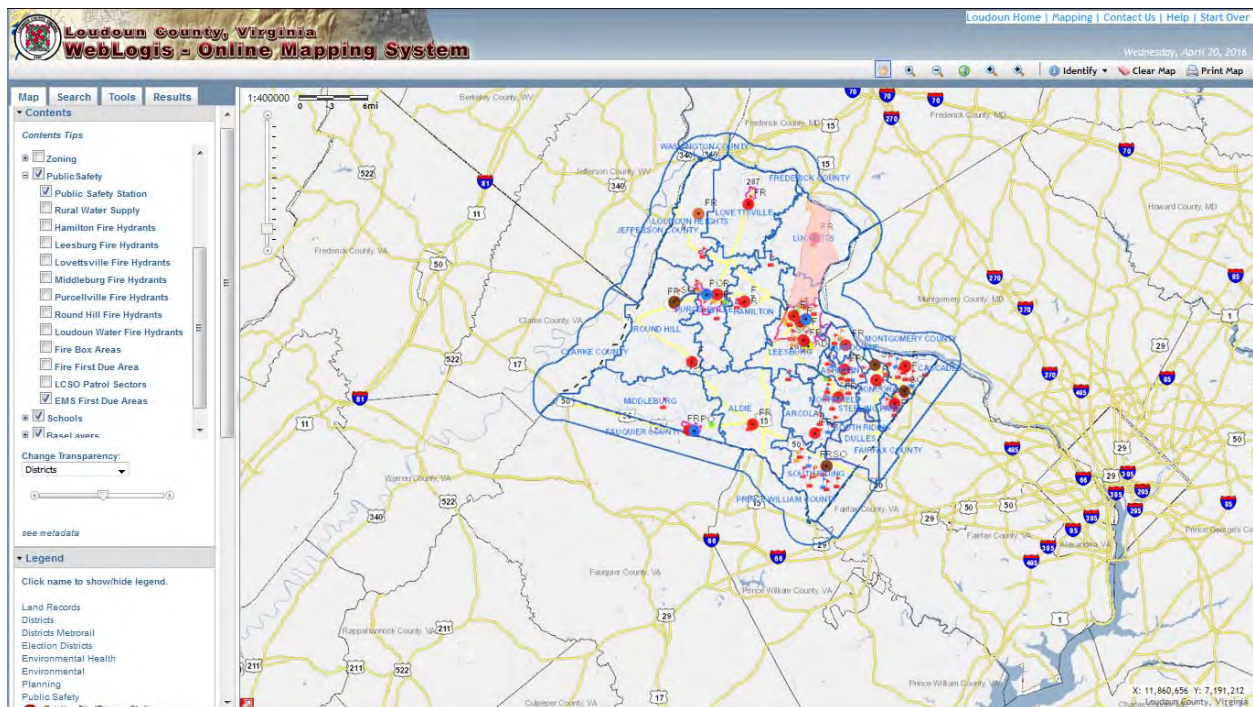 Loudoun County, Virginia
WebLogis - Online Mapping System
Loudoun Home | Mapping | Contact Us | Help | Start Over
Wednesday, April 20, 2016
Identify
Clear Map
Print Map
Map
Search
Tools
Results
Contents
Contents Tips
Zoning
PublicSafety
Public Safety Station
Rural Water Supply
Hamilton Fire Hydrants
Leesburg Fire Hydrants
Lovettsville Fire Hydrants
Middleburg Fire Hydrants
Purcellville Fire Hydrants
Round Hill Fire Hydrants
Loudoun Water Fire Hydrants
Fire Box Areas
Fire First Due Area
LCSO Patrol Sectors
EMS First Due Areas
Schools
BaseLayers
Change Transparency:
Districts
see metadata
Legend
Click name to show/hide legend.
Land Records
Districts
Districts Metrorail
Election Districts
Environmental Health
Environmental
Planning
Public Safety
1:400000
0 -3 6mi
Berkeley County, WV
Frederick County, MD
Frederick County, MD
Jefferson County, WV
Howard County, MD
Frederick County, VA
Montgomery County, MD
Clarke County, VA
Warren County, VA
Fairfax County, VA
Fairfax County, VA
Alexandria, VA
Fauquier County, VA
Prince William County, VA
Rappahannock County, VA
Culpeper County, VA
WASHINGTON COUNTY
FREDERICK COUNTY
LOVETTSVILLE
LOUDOUN HEIGHTS
JEFFERSON COUNTY
HAMILTON
ROUND HILL
CLARKE COUNTY
LEESBURG
MONTGOMERY COUNTY
CASCADES
MIDDLEBURG
ALDIE
ARCOLA
FAUQUIER COUNTY
DULLES
FAIRFAX COUNTY
SOUTH RIDING
PRINCE WILLIAM COUNTY
X: 11,860,656 Y: 7,191,212
Loudoun County, Virginia